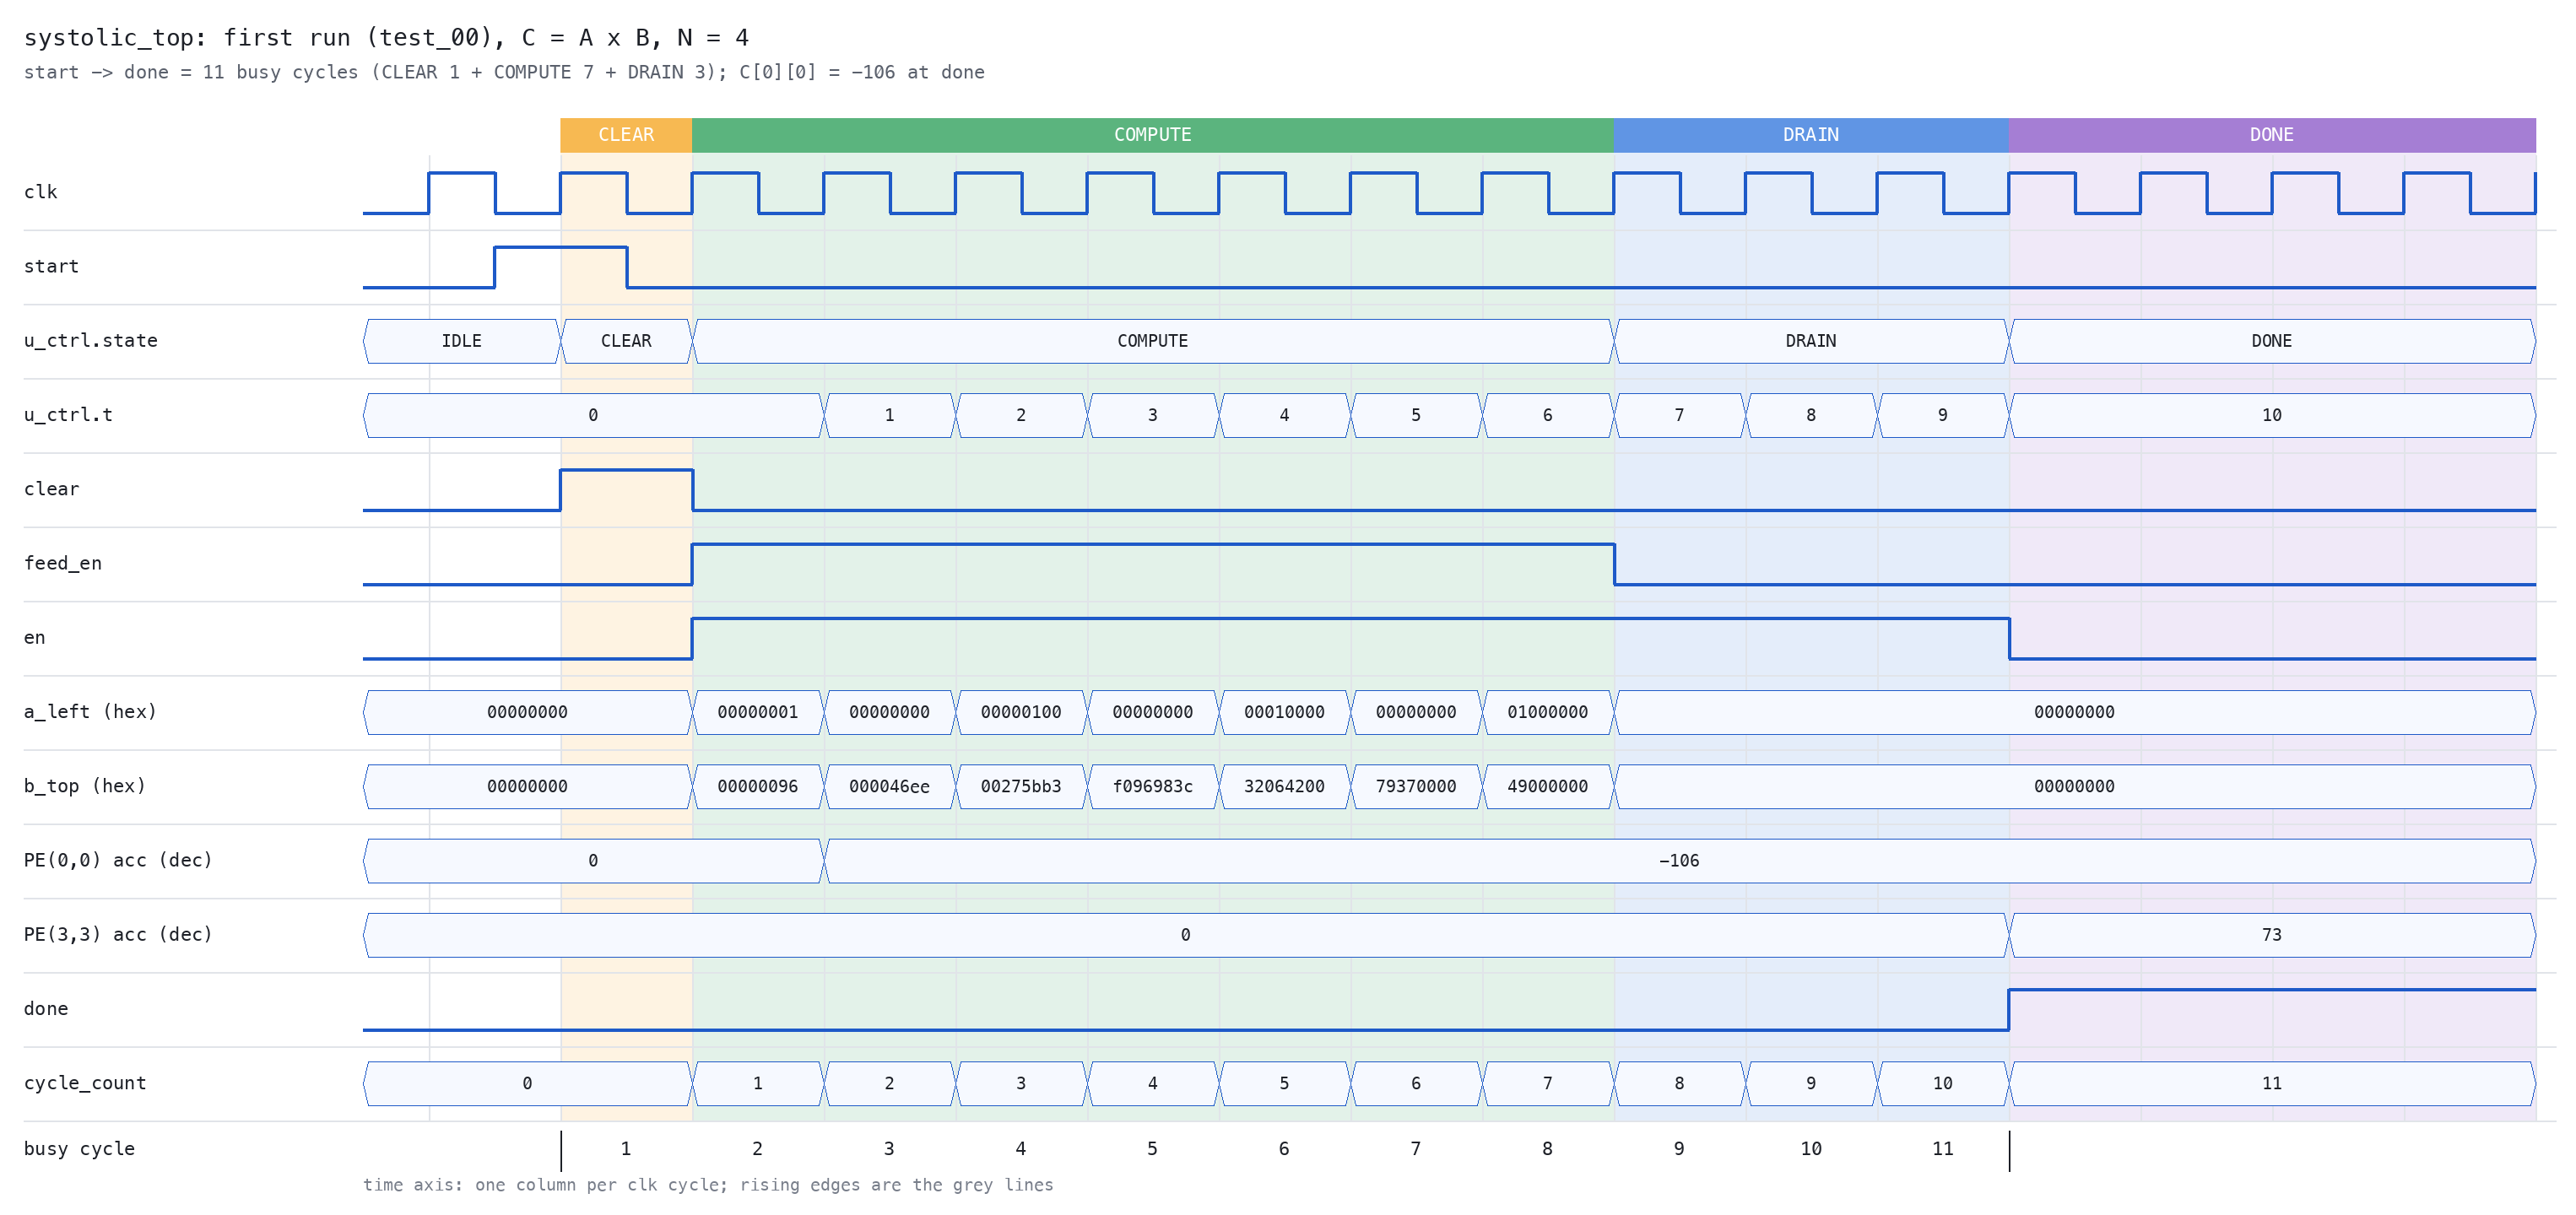 systolic_top: first run (test_00), C = A x B, N = 4
start −> done = 11 busy cycles (CLEAR 1 + COMPUTE 7 + DRAIN 3); C[0][0] = −106 at done
CLEAR COMPUTE DRAIN DONE
clk
start
u_ctrl.state IDLE CLEAR COMPUTE DRAIN DONE
u_ctrl.t 0 1 2 3 4 5 6 7 8 9 10
clear
feed_en
en
a_left (hex) 00000000 00000001 00000000 00000100 00000000 00010000 00000000 01000000 00000000
b_top (hex) 00000000 00000096 000046ee 00275bb3 f096983c 32064200 79370000 49000000 00000000
PE(0,0) acc (dec) 0 −106
PE(3,3) acc (dec) 0 73
done
cycle_count 0 1 2 3 4 5 6 7 8 9 10 11
busy cycle 1 2 3 4 5 6 7 8 9 10 11
time axis: one column per clk cycle; rising edges are the grey lines